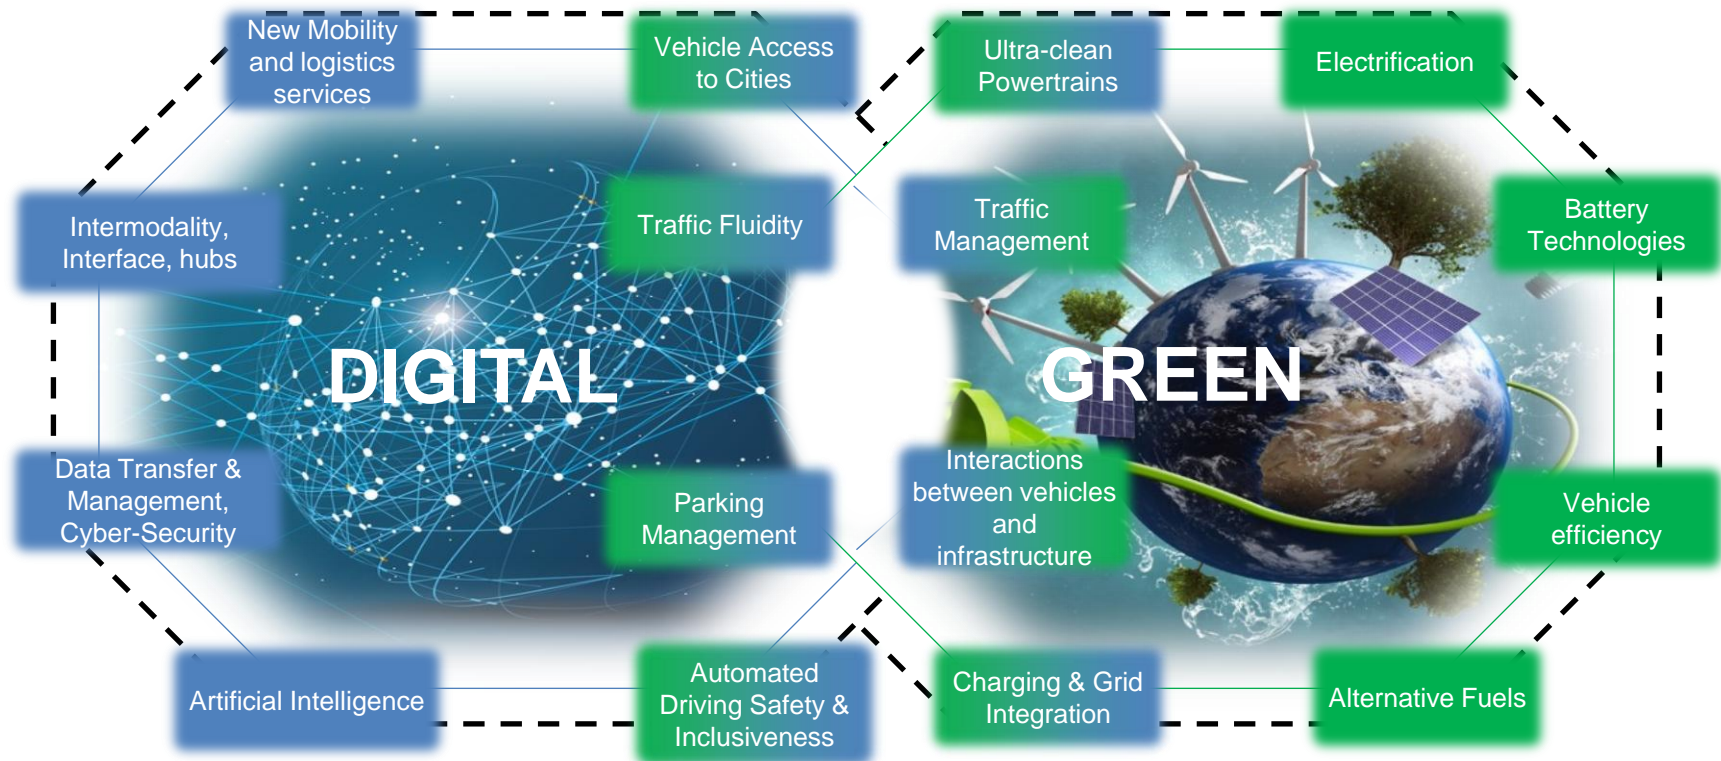 New Mobility
and logistics
services
Vehicle Access
to Cities
Ultra-clean
Powertrains
Electrification
Intermodality,
Interface, hubs
Traffic Fluidity
Traffic
Management
Battery
Technologies
DIGITAL
GREEN
Data Transfer &
Management,
Cyber-Security
Parking
Management
Interactions
between vehicles
and
infrastructure
Vehicle
efficiency
Artificial Intelligence
Automated
Driving Safety &
Inclusiveness
Charging & Grid
Integration
Alternative Fuels